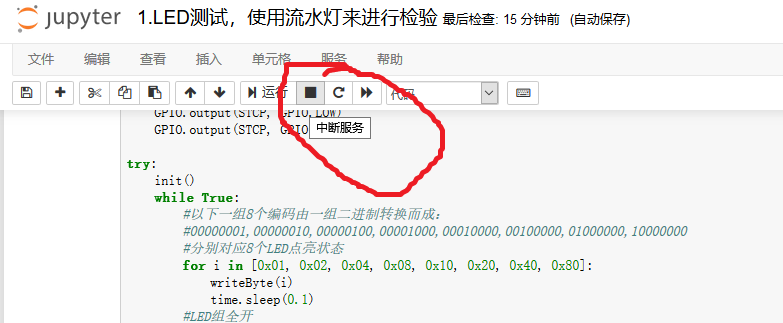 jupyter 1.LED测试，使用流水灯来进行检验 最后检查: 15 分钟前 (自动保存)
文件 编辑 查看 插入 单元格 服务 帮助
运行 代码
GPIO.output(STCP, GPIO.LOW)
GPIO.output(STCP, GPIO
中断服务
try:
init()
while True:
#以下一组8个编码由一组二进制转换而成：
#00000001,00000010,00000100,00001000,00010000,00100000,01000000,10000000
#分别对应8个LED点亮状态
for i in [0x01, 0x02, 0x04, 0x08, 0x10, 0x20, 0x40, 0x80]:
writeByte(i)
time.sleep(0.1)
#LED组全开